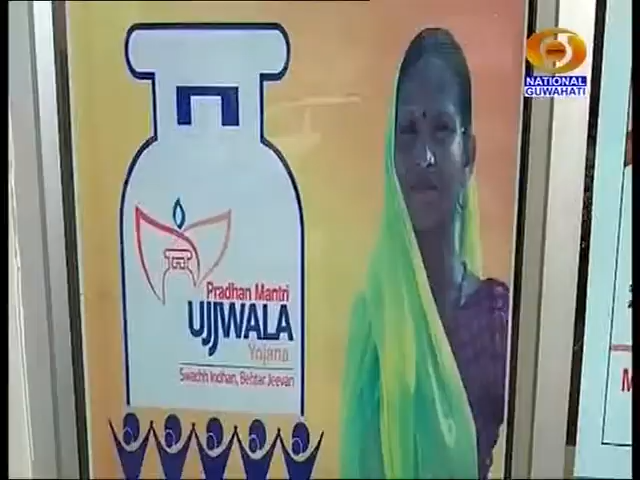 NATIONAL
GUWAHATI
Pradhan Mantri
UJJWALA
Yojana
Swachh Indhan, Behtar Jeevan
M